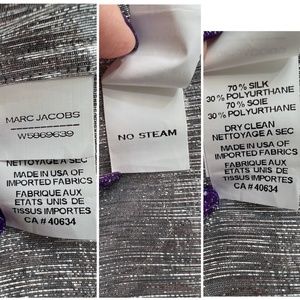 MARC JACOBS
W5869639
NETTOYAGE A SEC
MADE IN USA OF
IMPORTED FABRICS
FABRIQUE AUX
ETATS UNIS DE
TISSUS IMPORTES
CA # 40634
NO STEAM
70 % SILK
30 % POLYURETHANE
70 % SOIE
30 % POLYURETHANE
DRY CLEAN
NETTOYAGE A SEC
MADE IN USA OF
IMPORTED FABRICS
FABRIQUE AUX
ETATS UNIS DE
TISSUS IMPORTES
CA # 40634